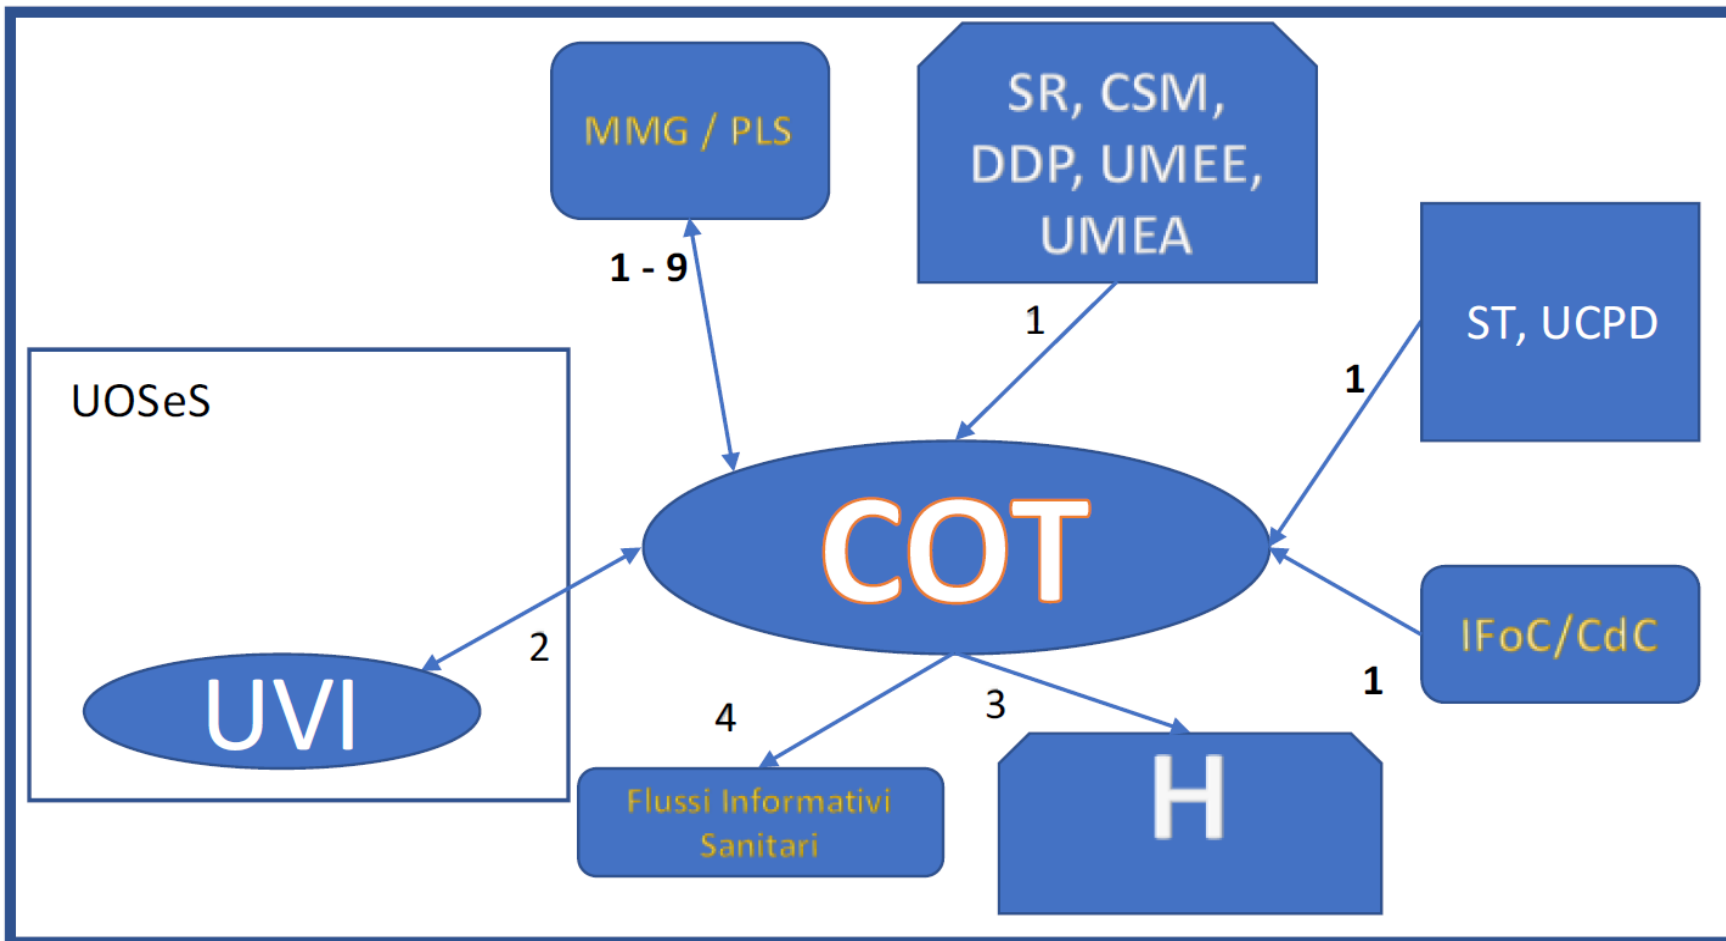 MMG / PLS
SR, CSM,
DDP, UMEE,
UMEA
1 - 9
1
ST, UCPD
1
UOSeS
COT
2
UVI
IFoC/CdC
1
4
3
Flussi Informativi
Sanitari
H